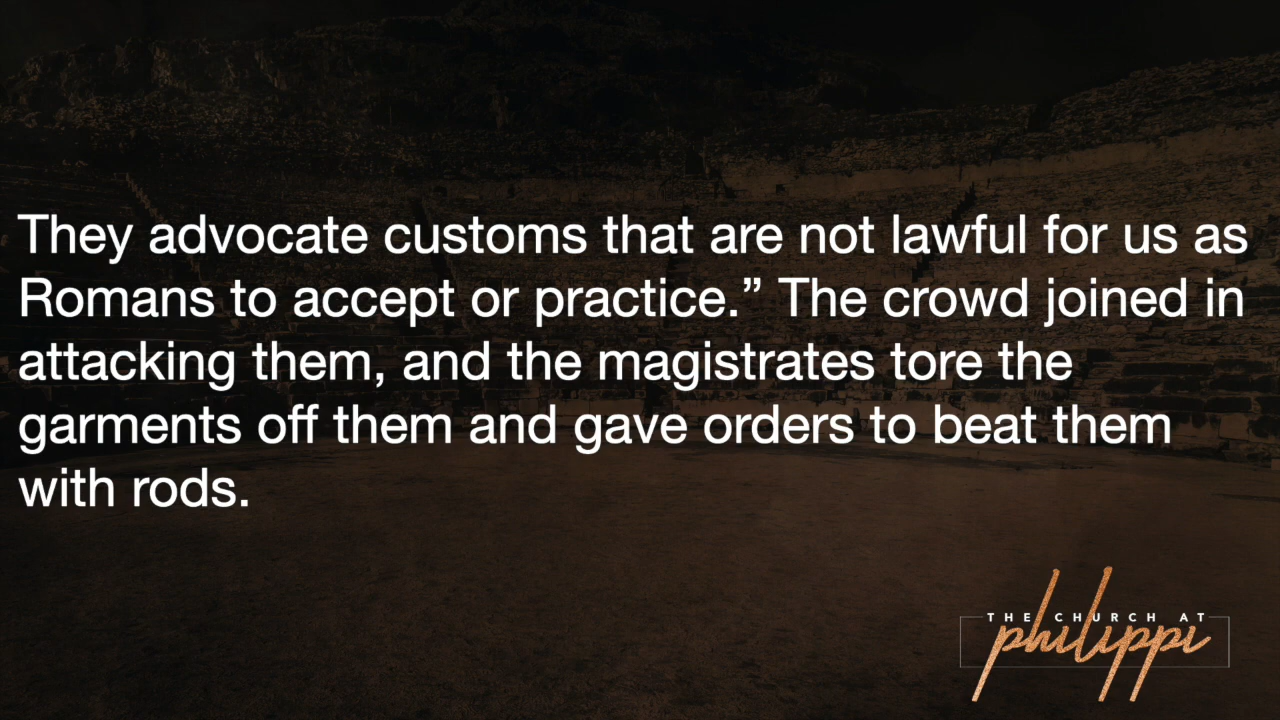 They advocate customs that are not lawful for us as
Romans to accept or practice.” The crowd joined in
attacking them, and the magistrates tore the
garments off them and gave orders to beat them
with rods.
THE CHURCH AT
philippi